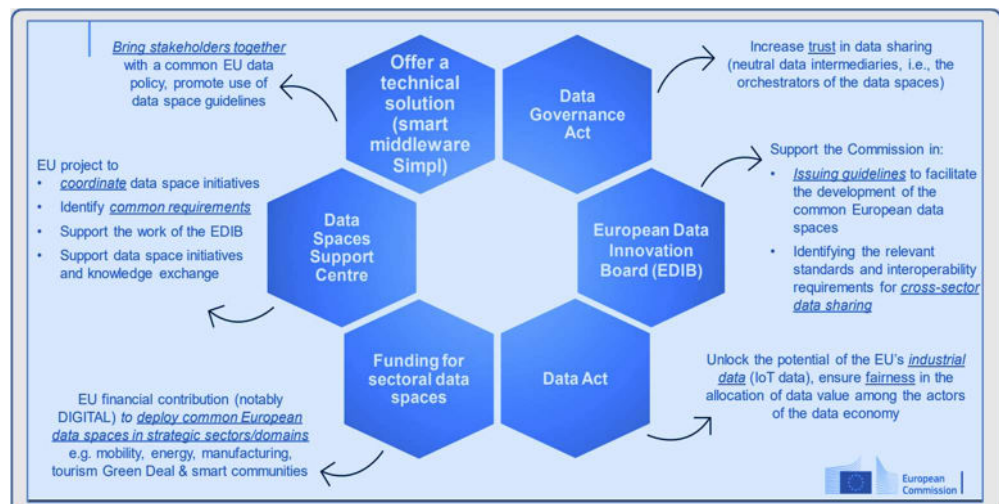 Bring stakeholders together
with a common EU data
policy, promote use of
data space guidelines
Offer a
technical
solution
(smart
middleware
Simpl)
Data
Governance
Act
Increase trust in data sharing
(neutral data intermediaries, i.e., the
orchestrators of the data spaces)
EU project to
• coordinate data space initiatives
• Identify common requirements
• Support the work of the EDIB
• Support data space initiatives
and knowledge exchange
Data
Spaces
Support
Centre
European Data
Innovation
Board (EDIB)
Support the Commission in:
• Issuing guidelines to facilitate
the development of the
common European data
spaces
• Identifying the relevant
standards and interoperability
requirements for cross-sector
data sharing
Funding for
sectoral data
spaces
Data Act
Unlock the potential of the EU's industrial
data (IoT data), ensure fairness in the
allocation of data value among the actors
of the data economy
EU financial contribution (notably
DIGITAL) to deploy common European
data spaces in strategic sectors/domains
e.g. mobility, energy, manufacturing,
tourism Green Deal & smart communities
European
Commission